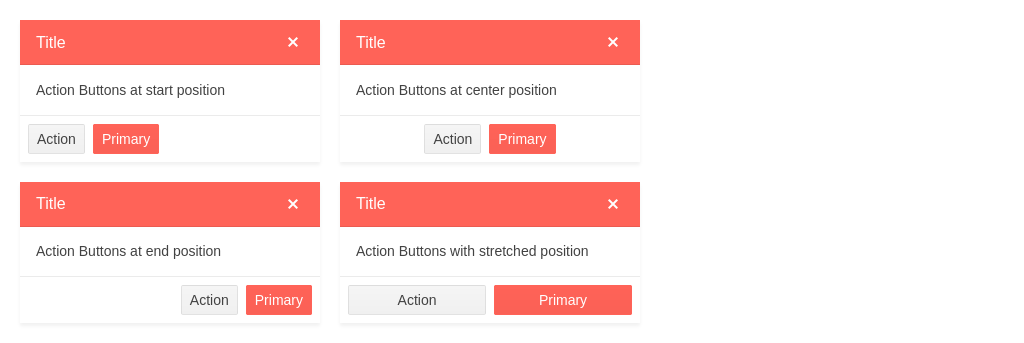 Title
Action Buttons at start position
Action Primary
Title
Action Buttons at center position
Action Primary
Title
Action Buttons at end position
Action Primary
Title
Action Buttons with stretched position
Action Primary